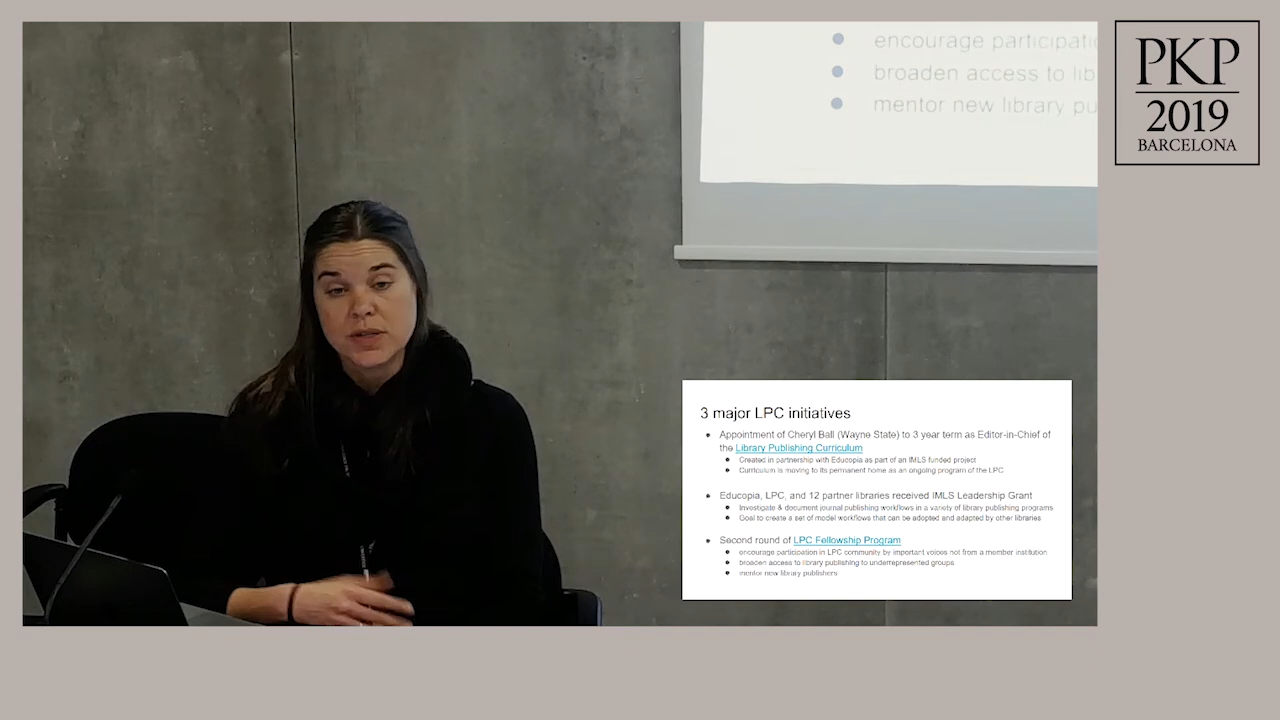 encourage participati
broaden access to lib
mentor new library pu
PKP
2019
BARCELONA
3 major LPC initiatives
Appointment of Cheryl Ball (Wayne State) to 3 year term as Editor-in-Chief of
the Library Publishing Curriculum
Created in partnership with Educopia as part of an IMLS funded project
Curriculum is moving to its permanent home as an ongoing program of the LPC
Educopia, LPC, and 12 partner libraries received IMLS Leadership Grant
Investigate & document journal publishing workflows in a variety of library publishing programs
Goal to create a set of model workflows that can be adopted and adapted by other libraries
Second round of LPC Fellowship Program
encourage participation in LPC community by important voices not from a member institution
broaden access to library publishing to underrepresented groups
mentor new library publishers